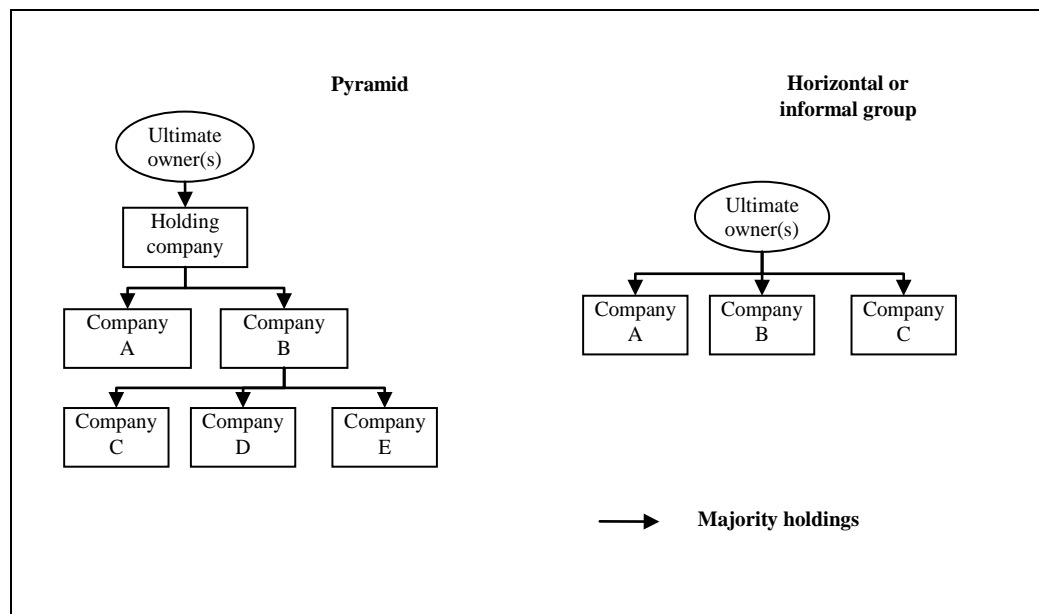 Pyramid
Ultimate
owner(s)
Holding
company
Company
A
Company
B
Company
C
Company
D
Company
E
Horizontal or
informal group
Ultimate
owner(s)
Company
A
Company
B
Company
C
Majority holdings